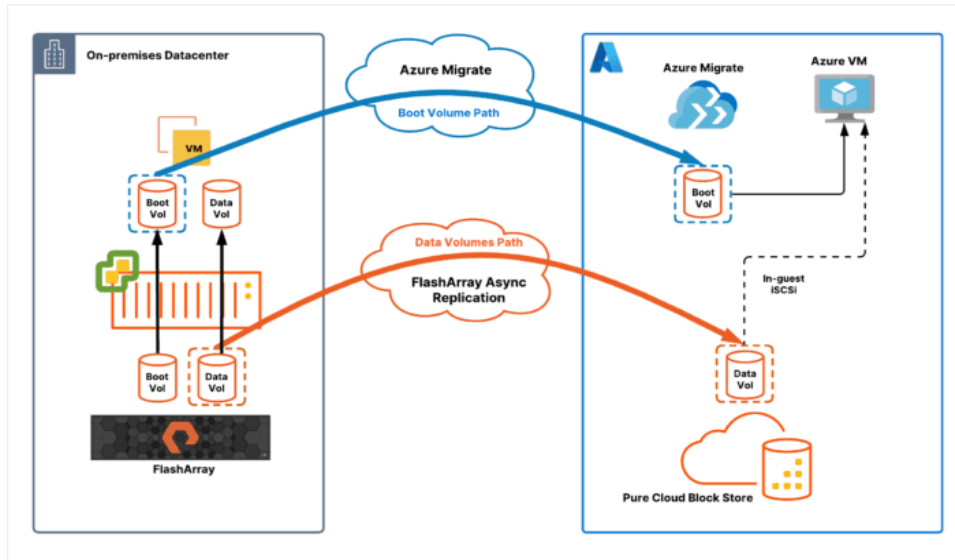 On-premises Datacenter
VM
Boot
Vol
Data
Vol
Boot
Vol
Data
Vol
FlashArray
Azure Migrate
Boot Volume Path
Data Volumes Path
FlashArray Async
Replication
Azure Migrate
Azure VM
Boot
Vol
In-guest
iSCSi
Data
Vol
Pure Cloud Block Store